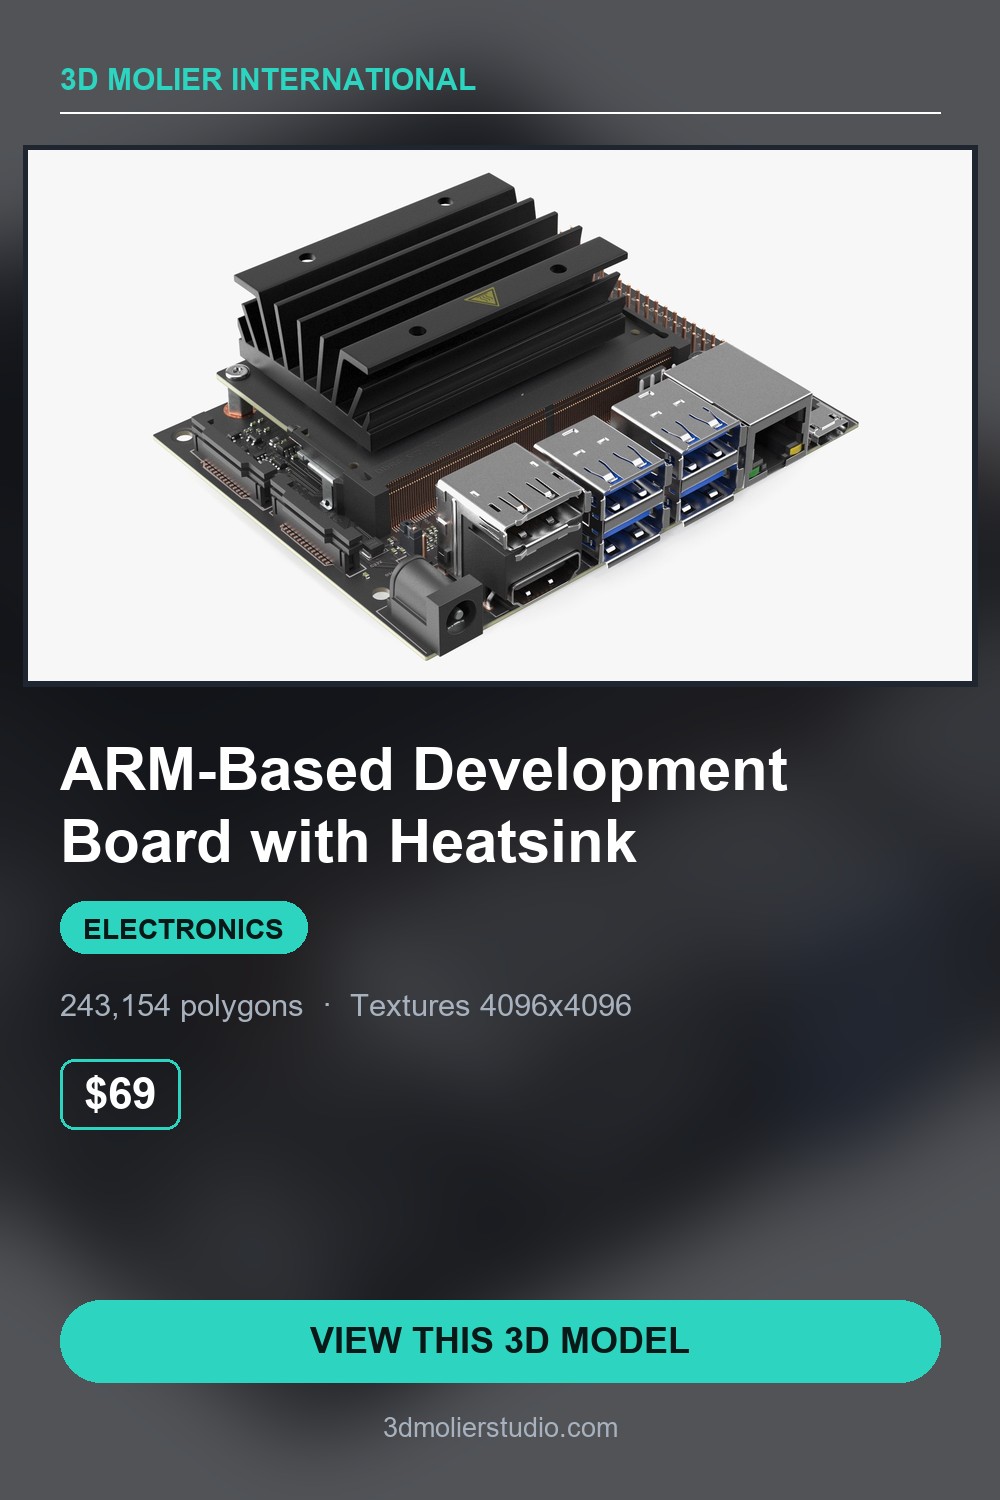 3D MOLIER INTERNATIONAL
ARM-Based Development
Board with Heatsink
ELECTRONICS
243,154 polygons · Textures 4096x4096
$69
VIEW THIS 3D MODEL
3dmolierstudio.com